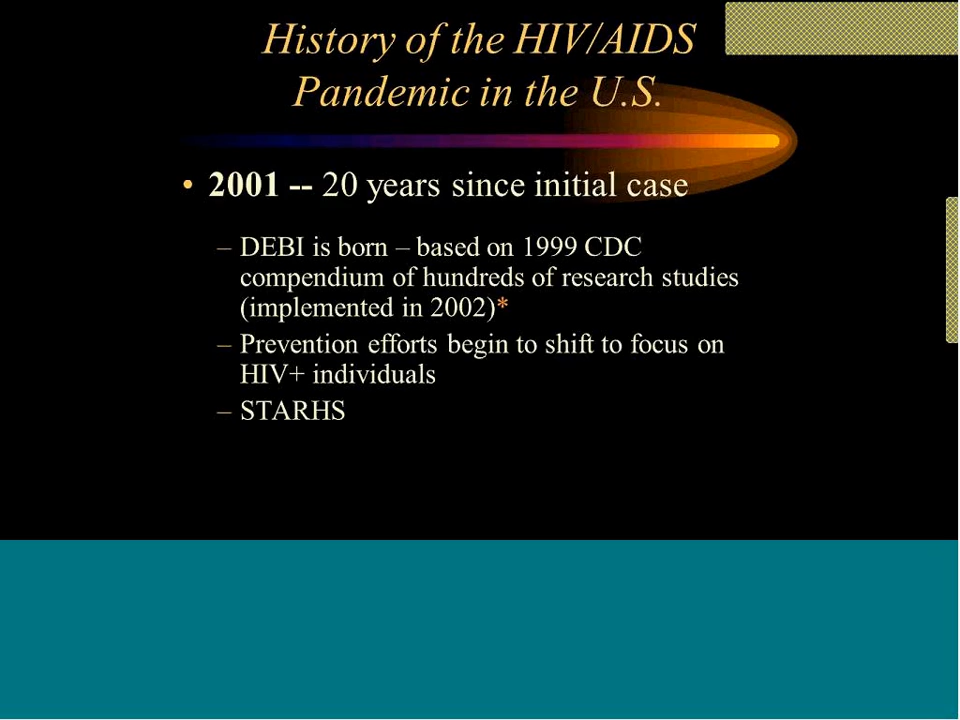 History of the HIV/AIDS
Pandemic in the U.S.
• 2001 -- 20 years since initial case
– DEBI is born – based on 1999 CDC
compendium of hundreds of research studies
(implemented in 2002)*
– Prevention efforts begin to shift to focus on
HIV+ individuals
– STARHS